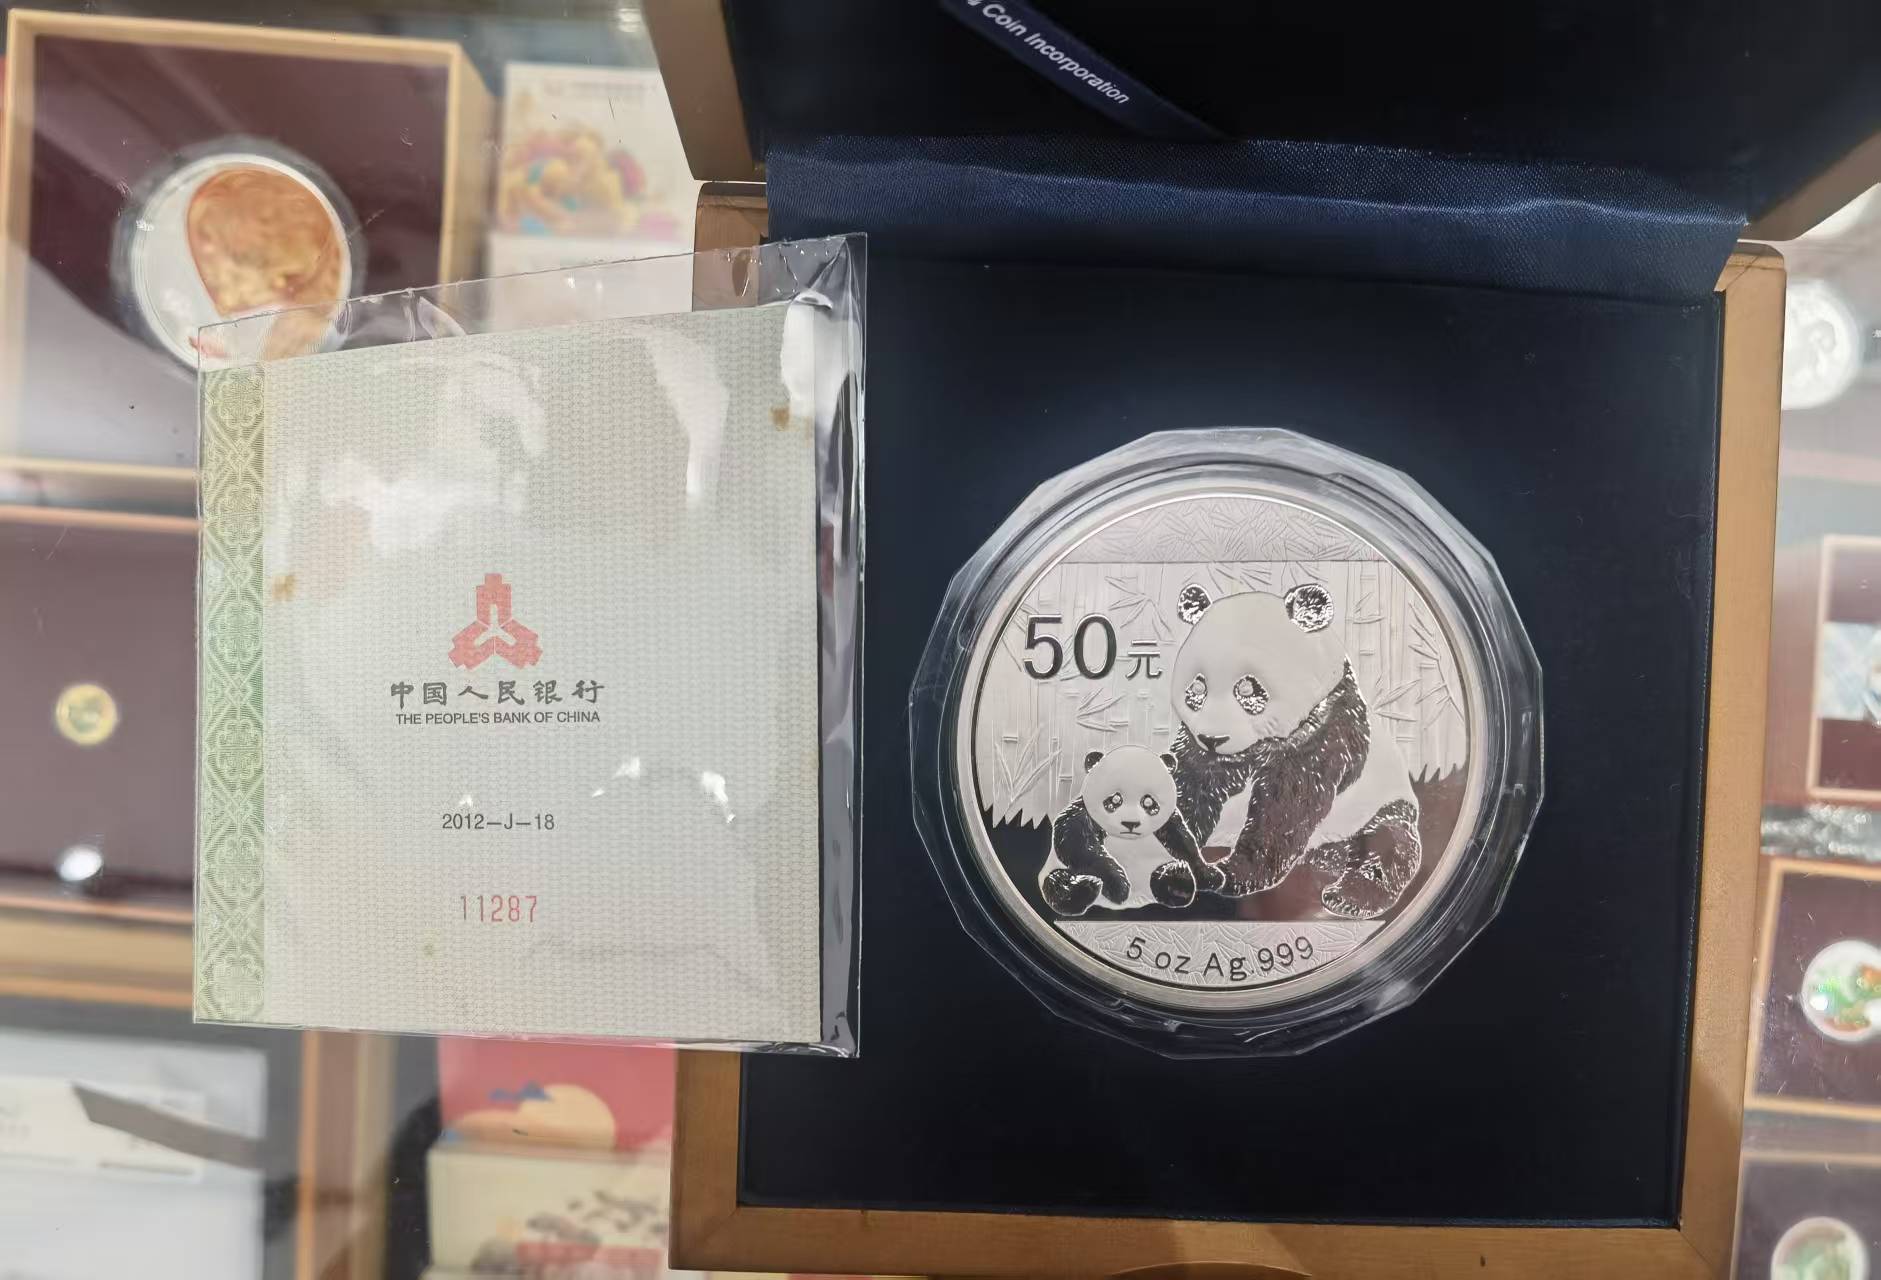 Coin Incorporation
中国人民银行
THE PEOPLE'S BANK OF CHINA
2012-J-18
11287
50元
5 oz Ag.999